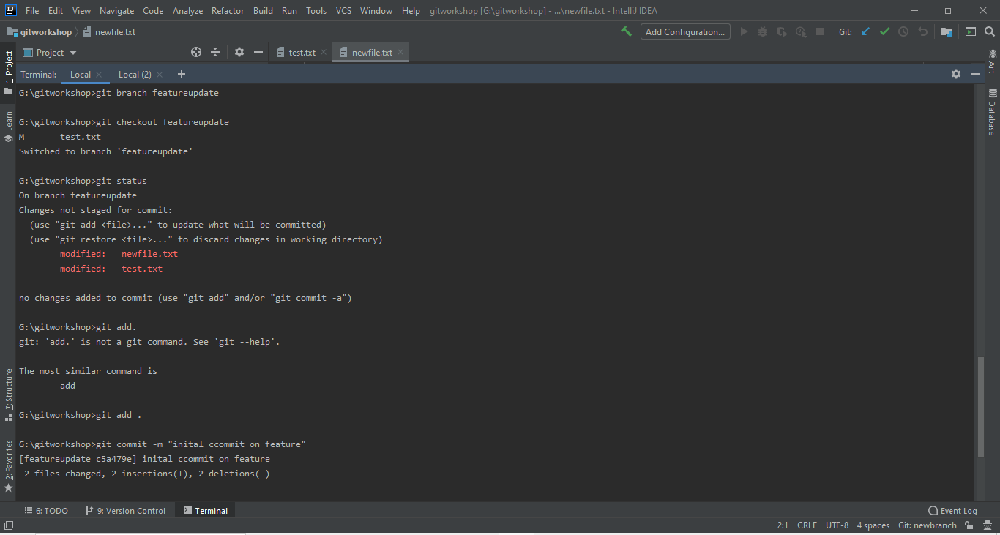 File Edit View Navigate Code Analyze Refactor Build Run Tools VCS Window Help gitworkshop [G:\gitworkshop] - ...\newfile.txt - IntelliJ IDEA
gitworkshop newfile.txt Add Configuration... Git:
1: Project
Project test.txt newfile.txt
Ant
Terminal: Local Local (2) +
G:\gitworkshop>git branch featureupdate
Database
Learn
G:\gitworkshop>git checkout featureupdate
M test.txt
Switched to branch 'featureupdate'
G:\gitworkshop>git status
On branch featureupdate
Changes not staged for commit:
(use "git add <file>..." to update what will be committed)
(use "git restore <file>..." to discard changes in working directory)
modified: newfile.txt
modified: test.txt
no changes added to commit (use "git add" and/or "git commit -a")
G:\gitworkshop>git add.
git: 'add.' is not a git command. See 'git --help'.
The most similar command is
add
7: Structure
G:\gitworkshop>git add .
2: Favorites
G:\gitworkshop>git commit -m "inital ccommit on feature"
[featureupdate c5a479e] inital ccommit on feature
2 files changed, 2 insertions(+), 2 deletions(-)
6: TODO 9: Version Control Terminal Event Log
2:1 CRLF UTF-8 4 spaces Git: newbranch